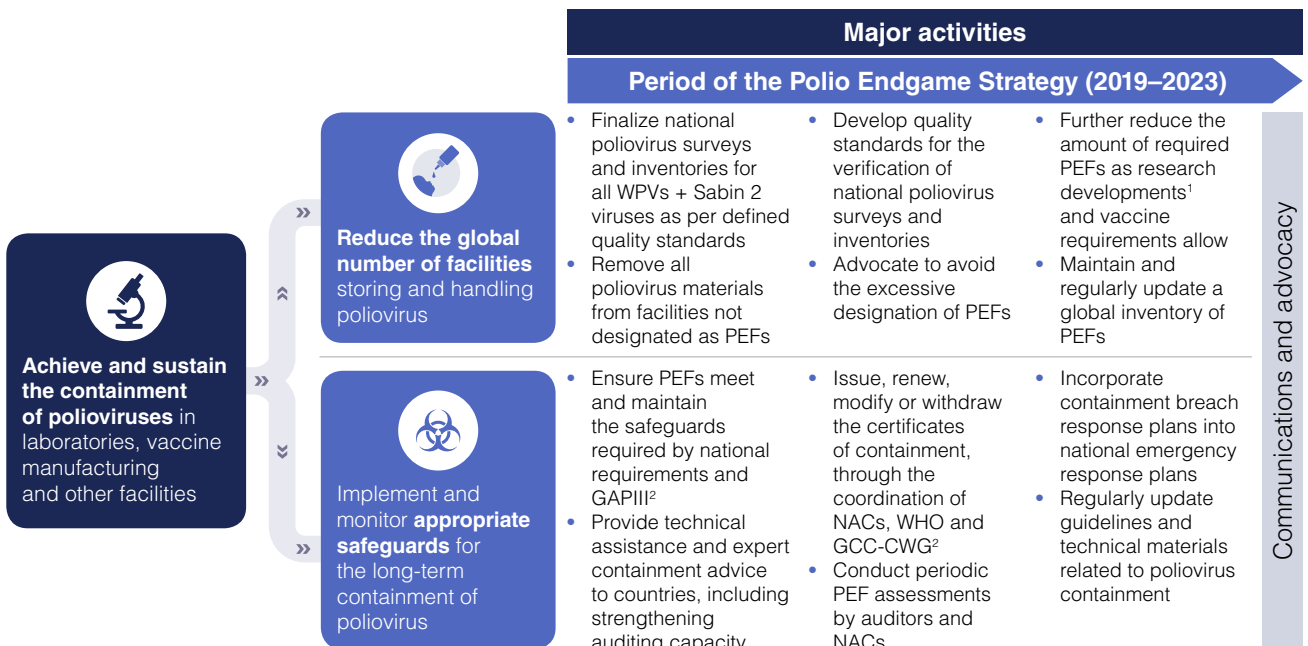 Major activities
Period of the Polio Endgame Strategy (2019–2023)
Achieve and sustain
the containment
of polioviruses in
laboratories, vaccine
manufacturing
and other facilities
»
»
»
»
»
Reduce the global
number of facilities
storing and handling
poliovirus
• Finalize national
poliovirus surveys
and inventories for
all WPVs + Sabin 2
viruses as per defined
quality standards
• Remove all
poliovirus materials
from facilities not
designated as PEFs
• Develop quality
standards for the
verification of
national poliovirus
surveys and
inventories
• Advocate to avoid
the excessive
designation of PEFs
• Further reduce the
amount of required
PEFs as research
developments¹
and vaccine
requirements allow
• Maintain and
regularly update a
global inventory of
PEFs
Implement and
monitor appropriate
safeguards for
the long-term
containment of
poliovirus
• Ensure PEFs meet
and maintain
the safeguards
required by national
requirements and
GAPIII²
• Provide technical
assistance and expert
containment advice
to countries, including
strengthening
auditing capacity
• Issue, renew,
modify or withdraw
the certificates
of containment,
through the
coordination of
NACs, WHO and
GCC-CWG²
• Conduct periodic
PEF assessments
by auditors and
NACs
• Incorporate
containment breach
response plans into
national emergency
response plans
• Regularly update
guidelines and
technical materials
related to poliovirus
containment
Communications and advocacy